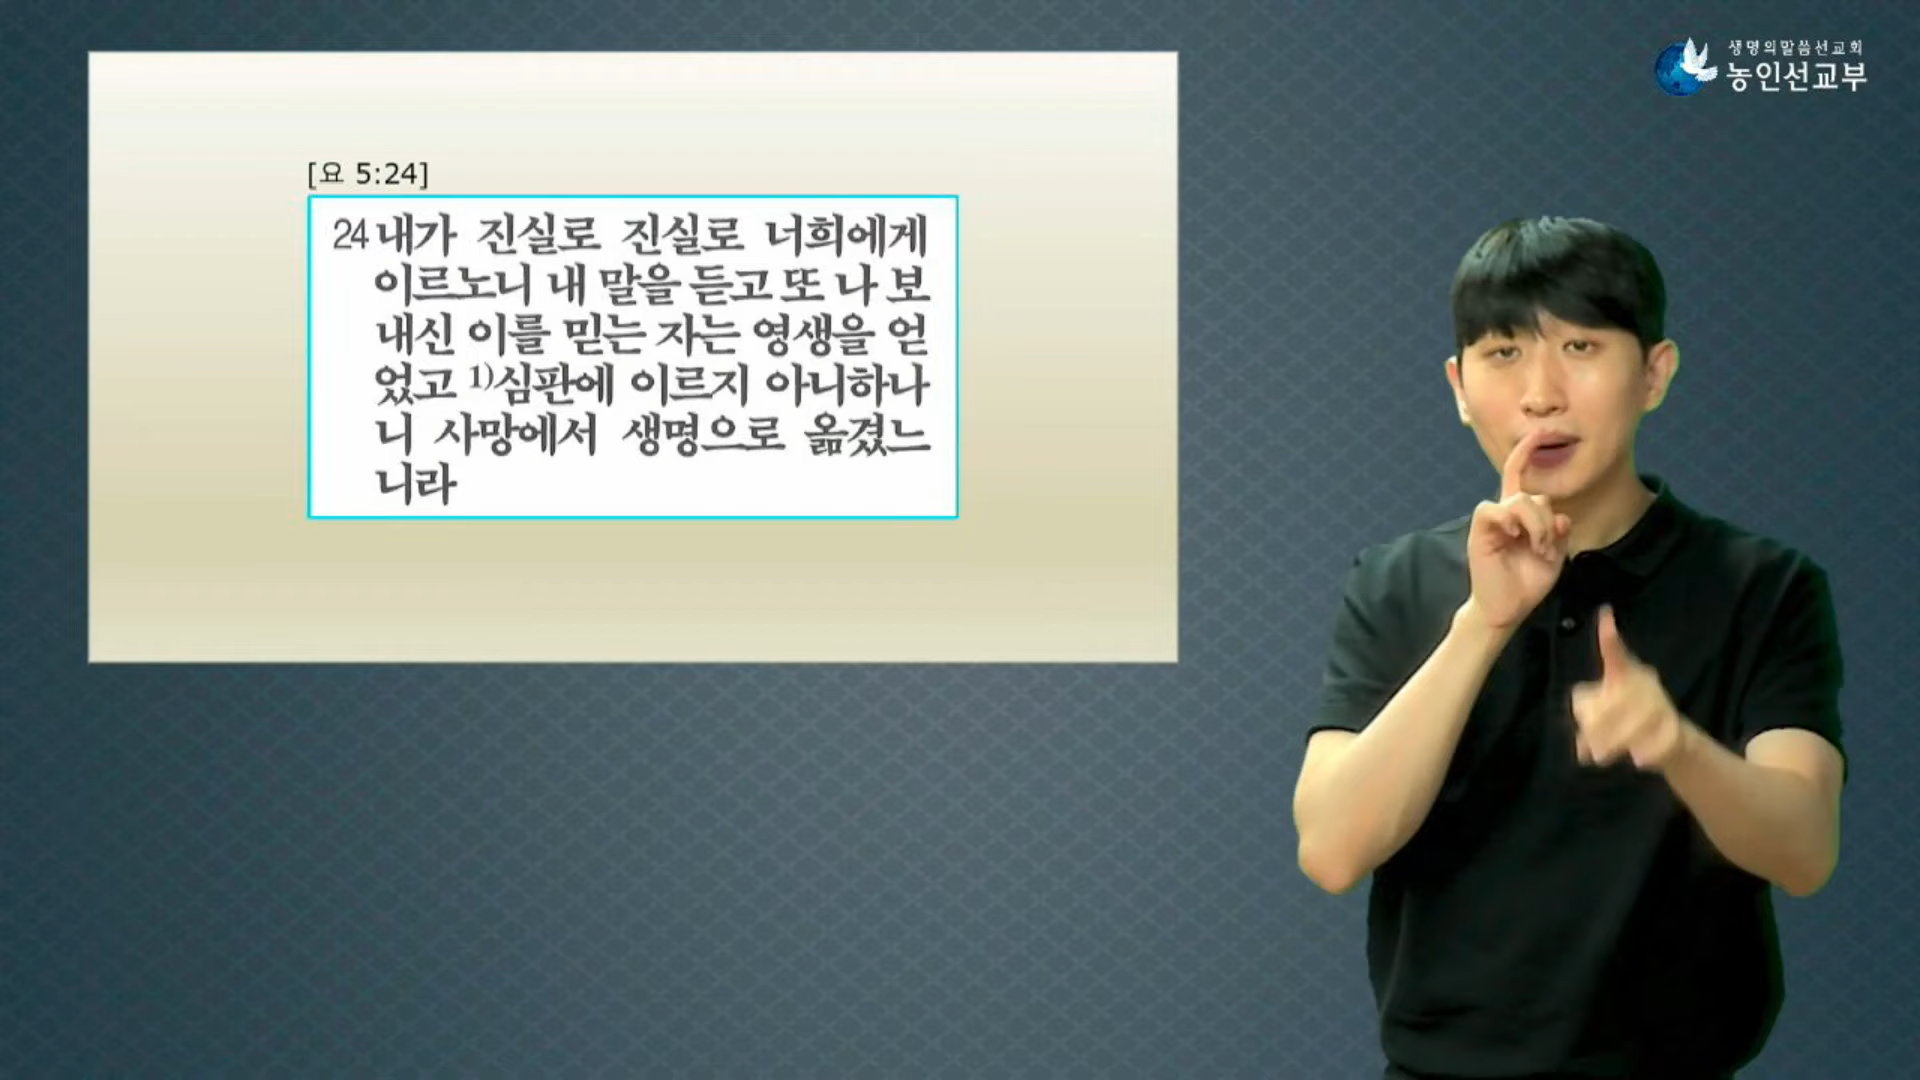 생명의말씀선교회
농인선교부
[요 5:24]
24 내가 진실로 진실로 너희에게
이르노니 내 말을 듣고 또 나 보
내신 이를 믿는 자는 영생을 얻
었고 1)심판에 이르지 아니하나
니 사망에서 생명으로 옮겼느
니라